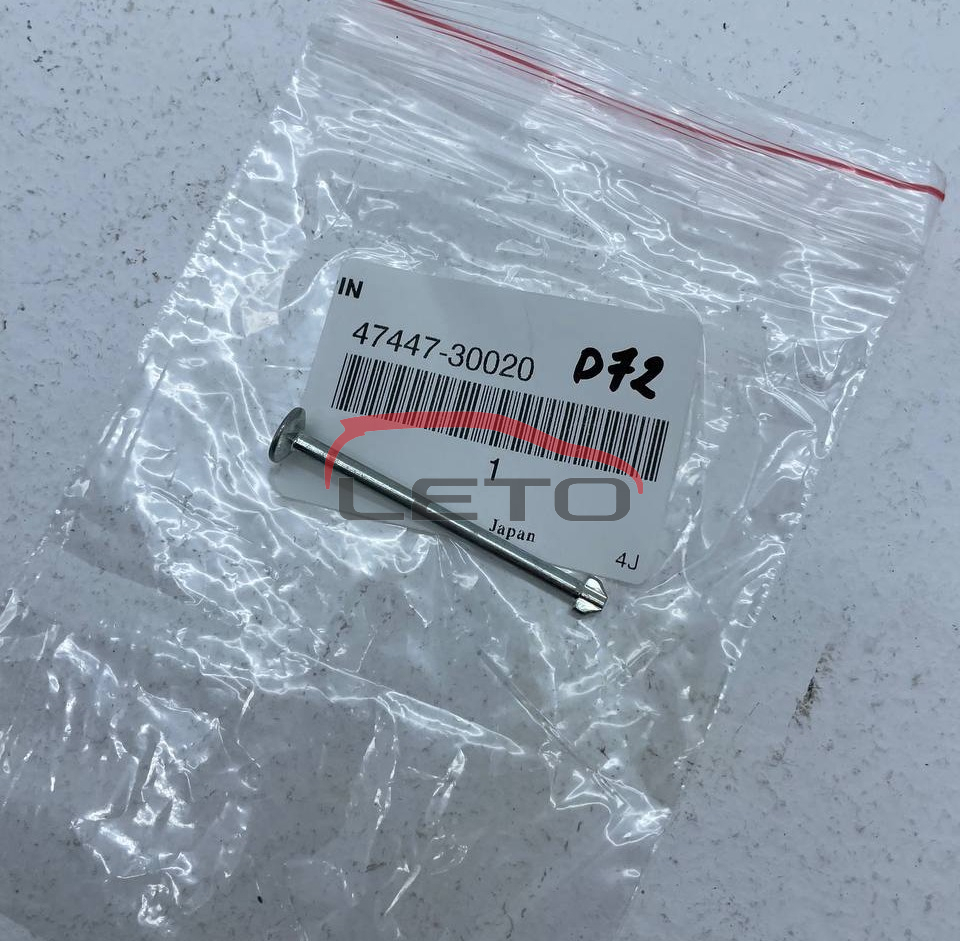 IN
47447-30020 D72
1
LETO
Japan
4J